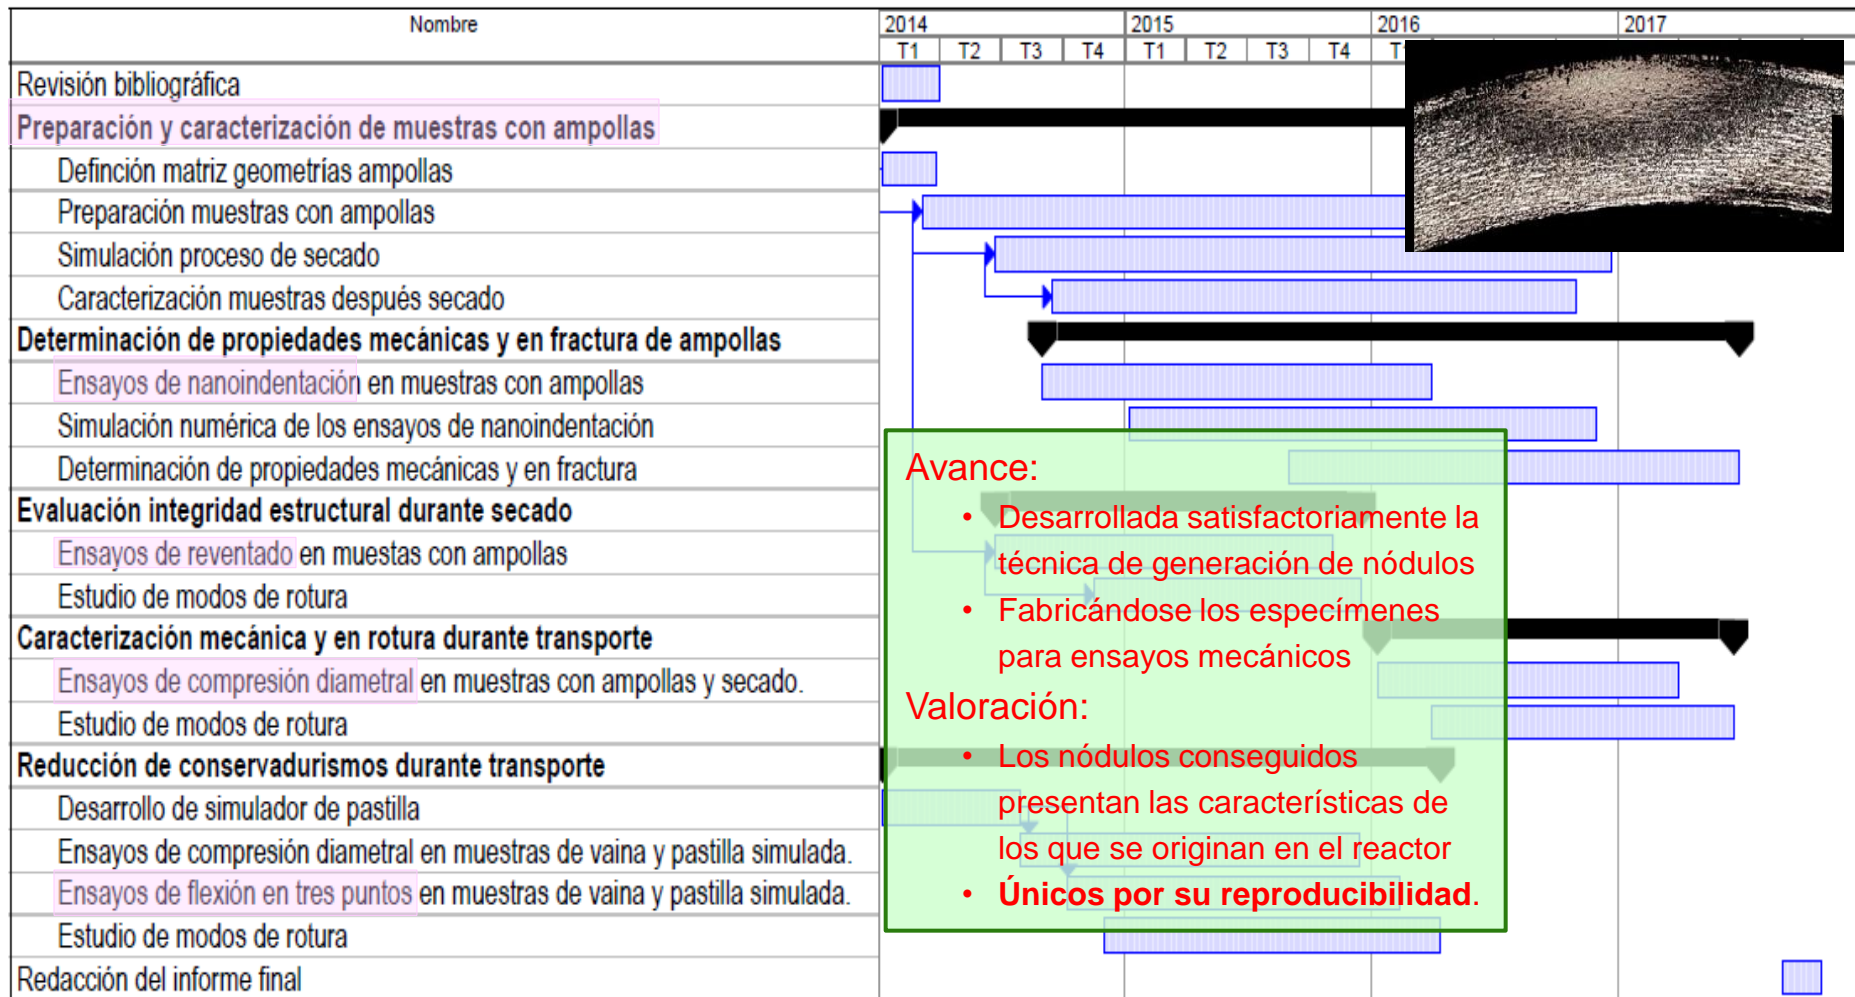 Nombre
2014 2015 2016 2017
T1 T2 T3 T4 T1 T2 T3 T4
Revisión bibliográfica
Preparación y caracterización de muestras con ampollas
Definción matriz geometrías ampollas
Preparación muestras con ampollas
Simulación proceso de secado
Caracterización muestras después secado
Determinación de propiedades mecánicas y en fractura de ampollas
Ensayos de nanoindentación en muestras con ampollas
Simulación numérica de los ensayos de nanoindentación
Determinación de propiedades mecánicas y en fractura
Evaluación integridad estructural durante secado
Ensayos de reventado en muestas con ampollas
Estudio de modos de rotura
Caracterización mecánica y en rotura durante transporte
Ensayos de compresión diametral en muestras con ampollas y secado.
Estudio de modos de rotura
Reducción de conservadurismos durante transporte
Desarrollo de simulador de pastilla
Ensayos de compresión diametral en muestras de vaina y pastilla simulada.
Ensayos de flexión en tres puntos en muestras de vaina y pastilla simulada.
Estudio de modos de rotura
Redacción del informe final
Avance:
• Desarrollada satisfactoriamente la
técnica de generación de nódulos
• Fabricándose los especímenes
para ensayos mecánicos
Valoración:
• Los nódulos conseguidos
presentan las características de
los que se originan en el reactor
• Únicos por su reproducibilidad.